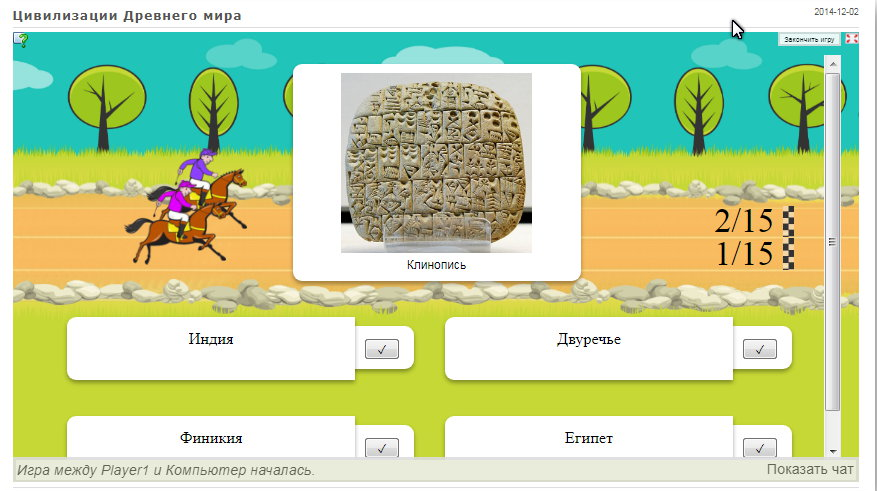 Цивилизации Древнего мира
2014-12-02
Закончить игру
2/15
1/15
Клинопись
Индия
Двуречье
Финикия
Египет
Игра между Player1 и Компьютер началась.
Показать чат